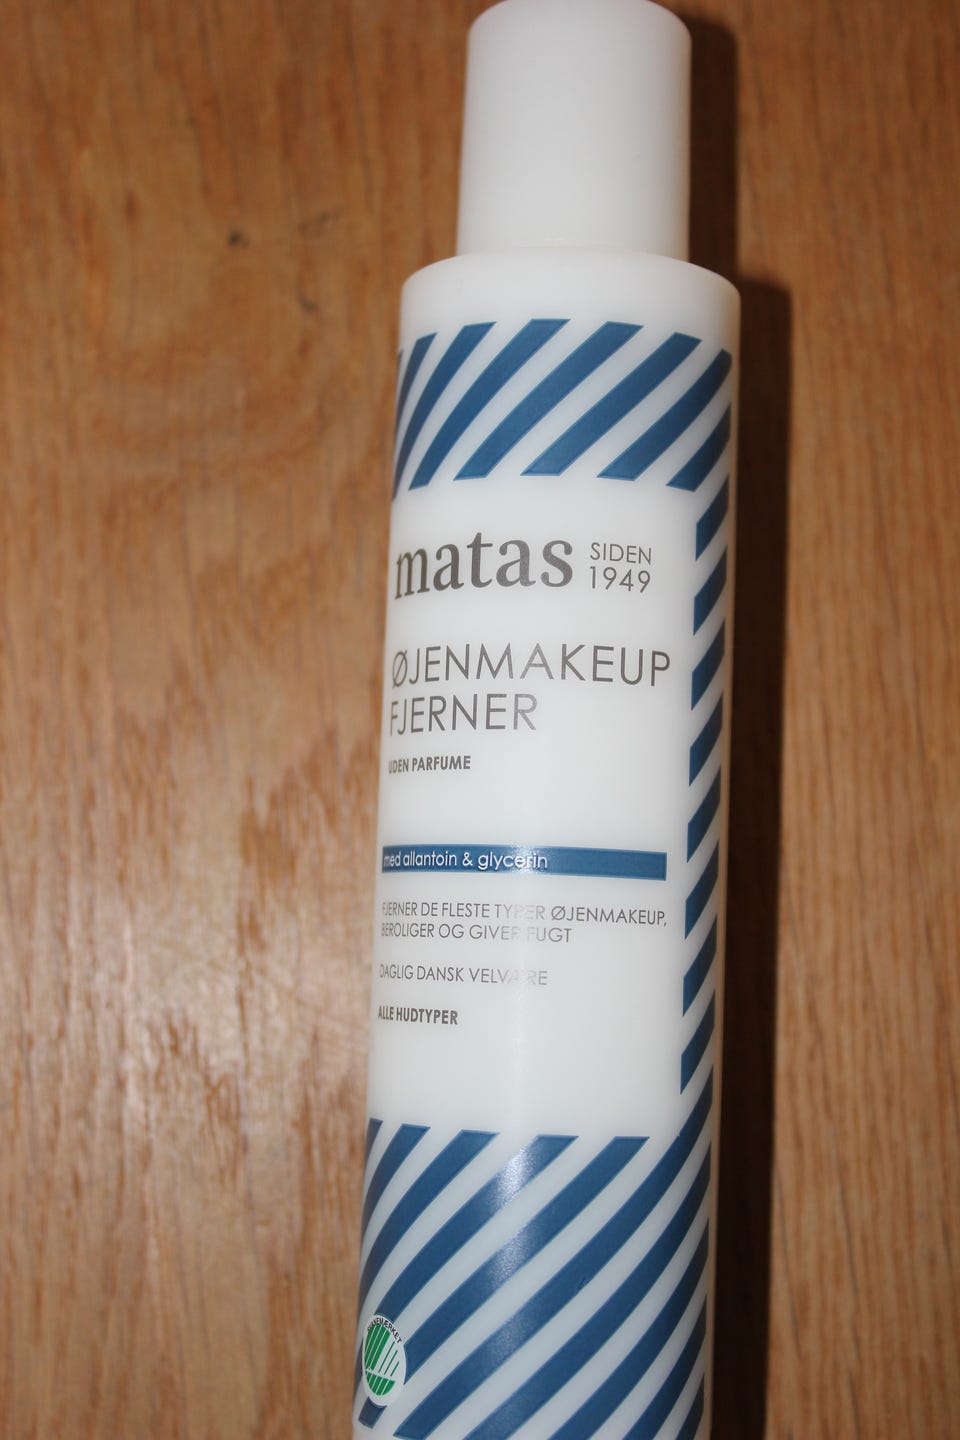 matas SIDEN
1949
ØJENMAKEUP
FJERNER
UDEN PARFUME
med allantoin & glycerin
FJERNER DE FLESTE TYPER ØJENMAKEUP,
BEROLIGER OG GIVER FUGT
DAGLIG DANSK VELVÆRE
ALLE HUDTYPER
SVANEMÆRKET